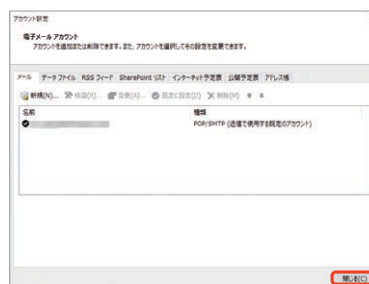 アカウント設定
電子メール アカウント
アカウントを追加または削除できます。また、アカウントを選択してその設定を変更できます。
メール データ ファイル RSS フィード SharePoint リスト インターネット予定表 公開予定表 アドレス帳
新規(N)... 修復(R)... 変更(A)... 既定に設定(D) 削除(M)
名前 種類
POP/SMTP (送信で使用する既定のアカウント)
閉じる(C)